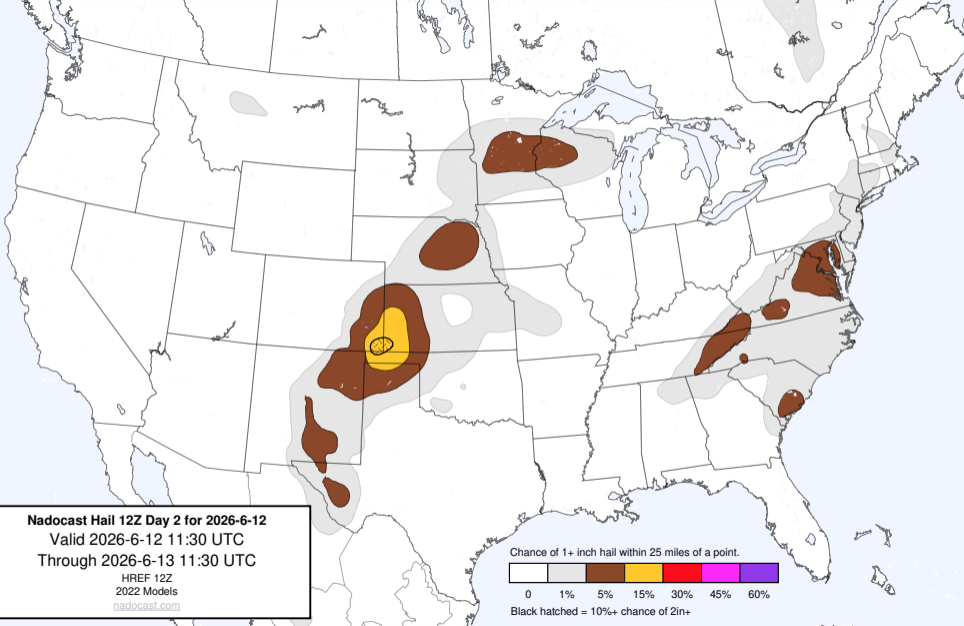 Nadocast Hail 12Z Day 2 for 2026-6-12
Valid 2026-6-12 11:30 UTC
Through 2026-6-13 11:30 UTC
HREF 12Z
2022 Models
nadocast.com
Chance of 1+ inch hail within 25 miles of a point.
0 1% 5% 15% 30% 45% 60%
Black hatched = 10%+ chance of 2in+